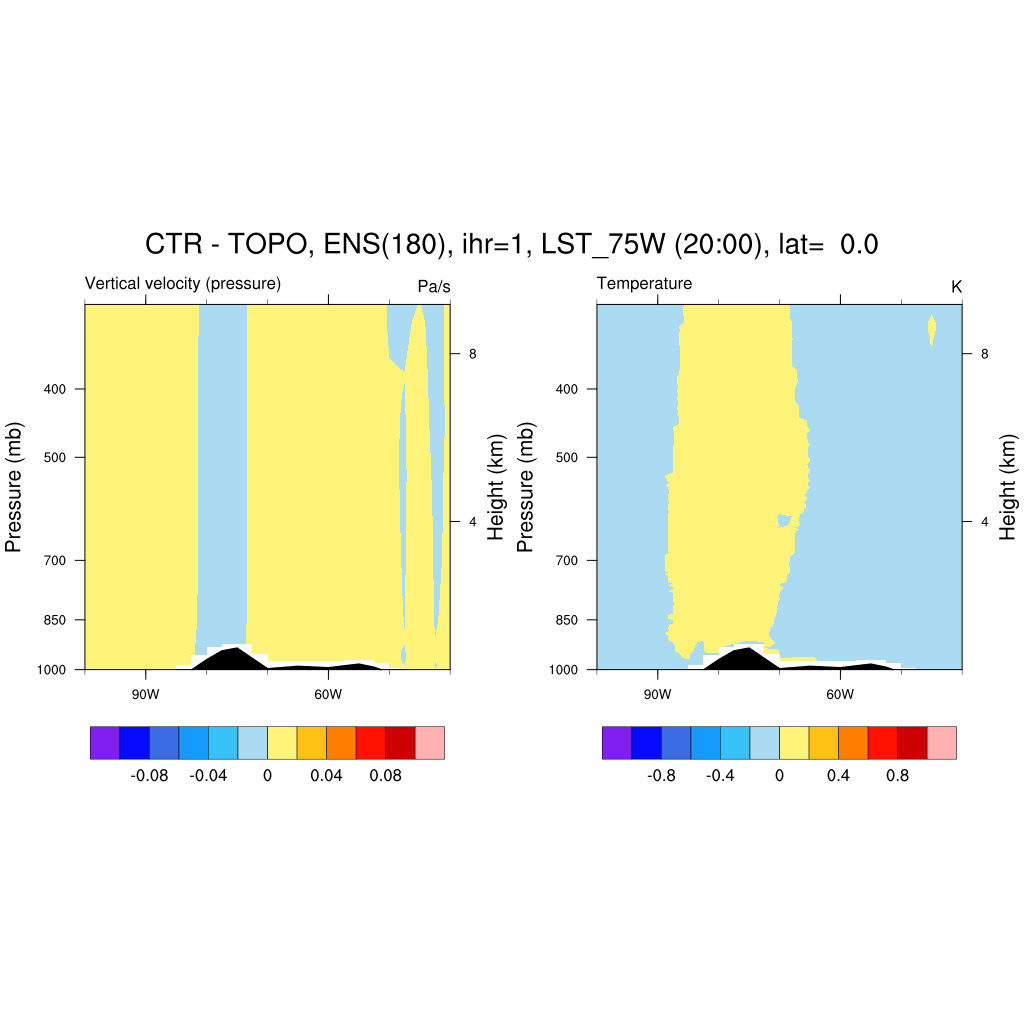 CTR - TOPO, ENS(180), ihr=1, LST_75W (20:00), lat=  0.0
Vertical velocity (pressure) Pa/s
Pressure (mb)
400
500
700
850
1000
90W 60W
8
4
Height (km)
-0.08 -0.04 0 0.04 0.08
Temperature K
Pressure (mb)
400
500
700
850
1000
90W 60W
8
4
Height (km)
-0.8 -0.4 0 0.4 0.8